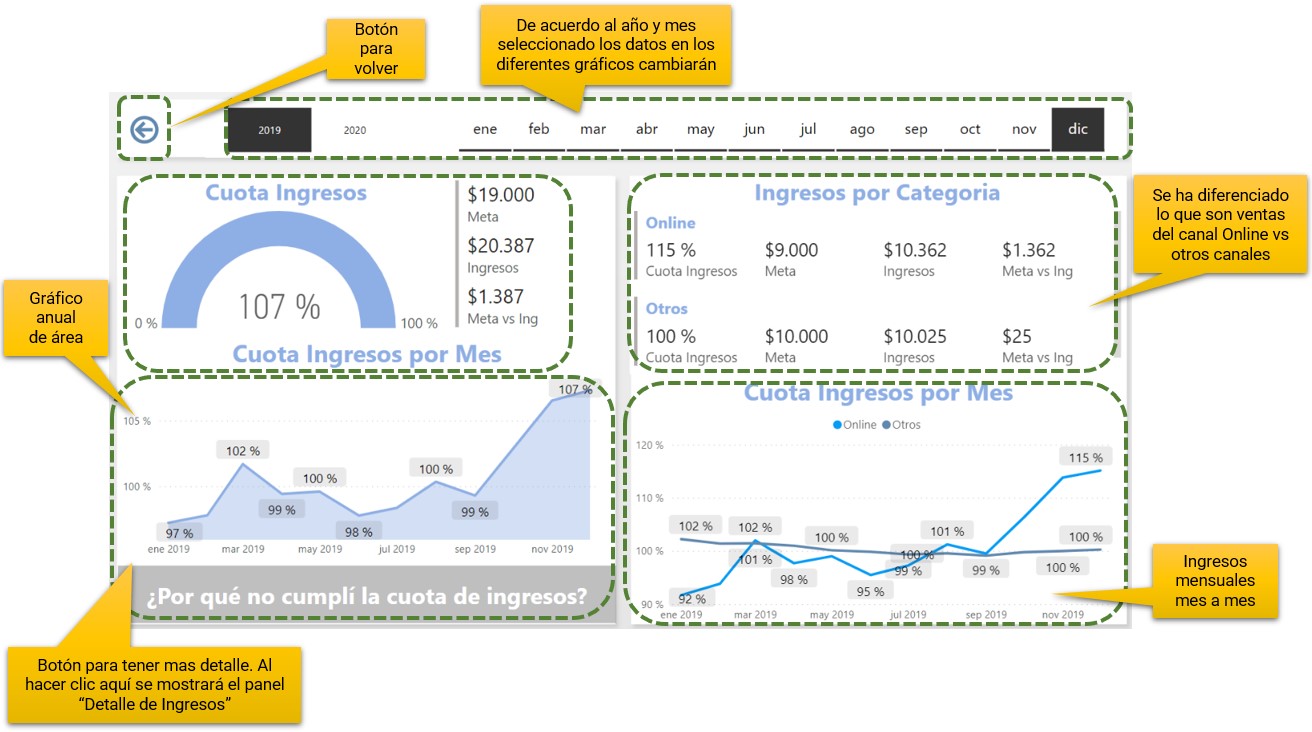 Botón
para
volver
De acuerdo al año y mes
seleccionado los datos en los
diferentes gráficos cambiarán
2019 2020 ene feb mar abr may jun jul ago sep oct nov dic
Cuota Ingresos
$19.000
Meta
$20.387
Ingresos
$1.387
Meta vs Ing
0 % 107 % 100 %
Ingresos por Categoria
Online
115 % $9.000 $10.362 $1.362
Cuota Ingresos Meta Ingresos Meta vs Ing
Otros
100 % $10.000 $10.025 $25
Cuota Ingresos Meta Ingresos Meta vs Ing
Se ha diferenciado
lo que son ventas
del canal Online vs
otros canales
Gráfico
anual
de área
Cuota Ingresos por Mes
107 %
105 %
102 %
100 % 100 % 100 %
99 % 99 %
98 %
97 %
ene 2019 mar 2019 may 2019 jul 2019 sep 2019 nov 2019
¿Por qué no cumplí la cuota de ingresos?
Cuota Ingresos por Mes
Online Otros
120 %
115 %
110 %
102 % 102 % 100 % 101 % 100 %
100 % 101 % 100 %
98 % 95 % 99 % 99 % 100 %
90 % 92 %
ene 2019 mar 2019 may 2019 jul 2019 sep 2019 nov 2019
Ingresos
mensuales
mes a mes
Botón para tener mas detalle. Al
hacer clic aquí se mostrará el panel
“Detalle de Ingresos”